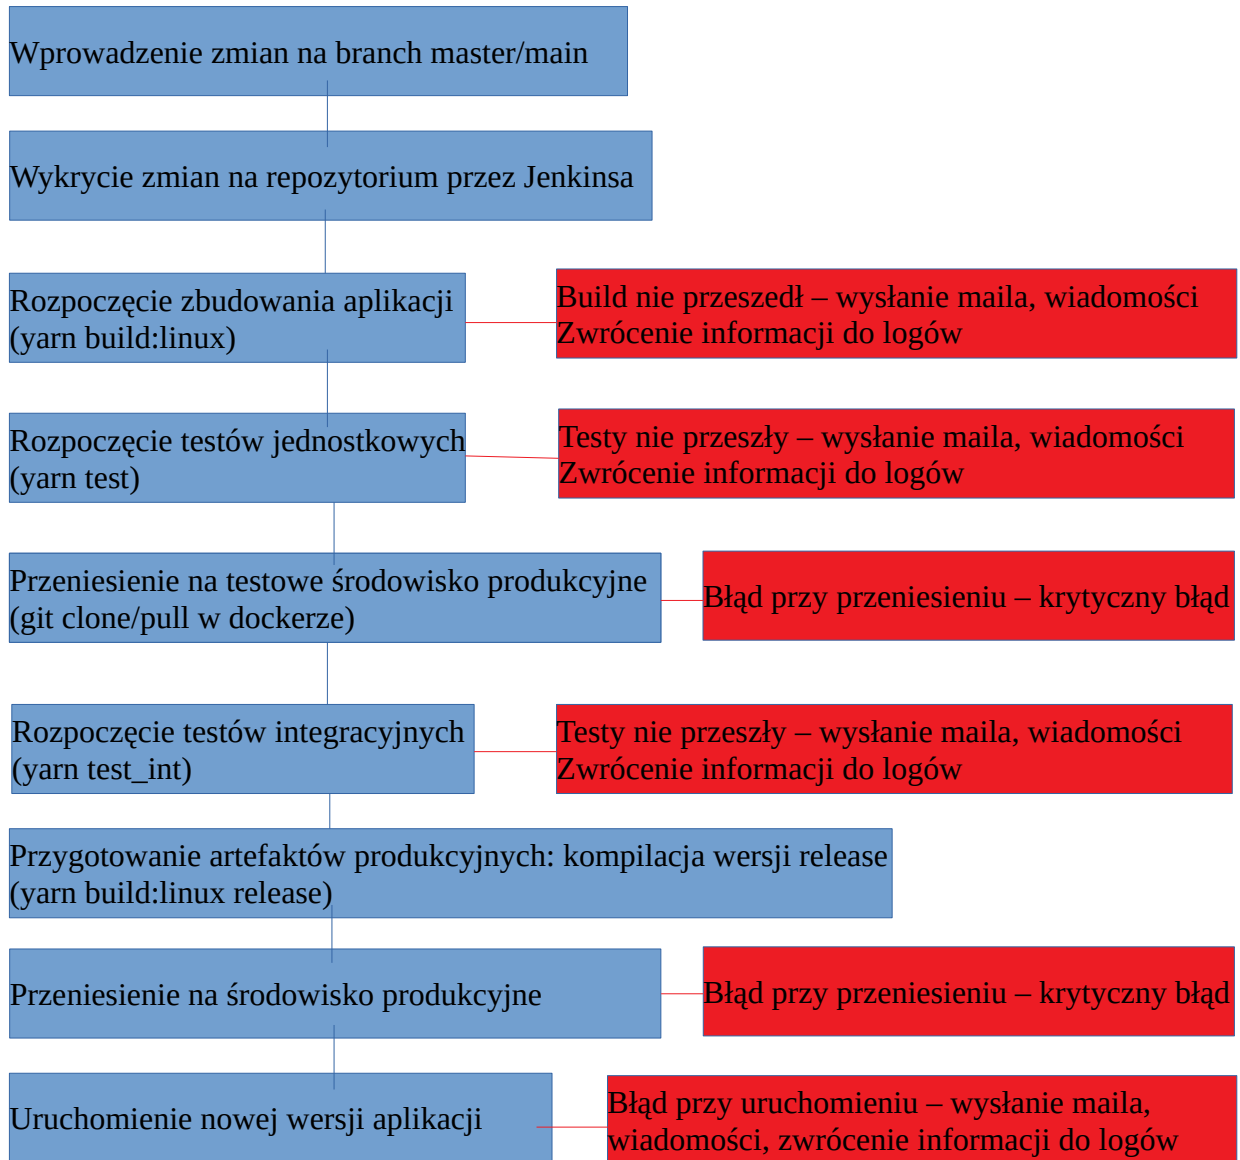 Wprowadzenie zmian na branch master/main
Wykrycie zmian na repozytorium przez Jenkinsa
Rozpoczęcie zbudowania aplikacji
(yarn build:linux)
Build nie przeszedł – wysłanie maila, wiadomości
Zwrócenie informacji do logów
Rozpoczęcie testów jednostkowych
(yarn test)
Testy nie przeszły – wysłanie maila, wiadomości
Zwrócenie informacji do logów
Przeniesienie na testowe środowisko produkcyjne
(git clone/pull w dockerze)
Błąd przy przeniesieniu – krytyczny błąd
Rozpoczęcie testów integracyjnych
(yarn test_int)
Testy nie przeszły – wysłanie maila, wiadomości
Zwrócenie informacji do logów
Przygotowanie artefaktów produkcyjnych: kompilacja wersji release
(yarn build:linux release)
Przeniesienie na środowisko produkcyjne
Błąd przy przeniesieniu – krytyczny błąd
Uruchomienie nowej wersji aplikacji
Błąd przy uruchomieniu – wysłanie maila,
wiadomości, zwrócenie informacji do logów